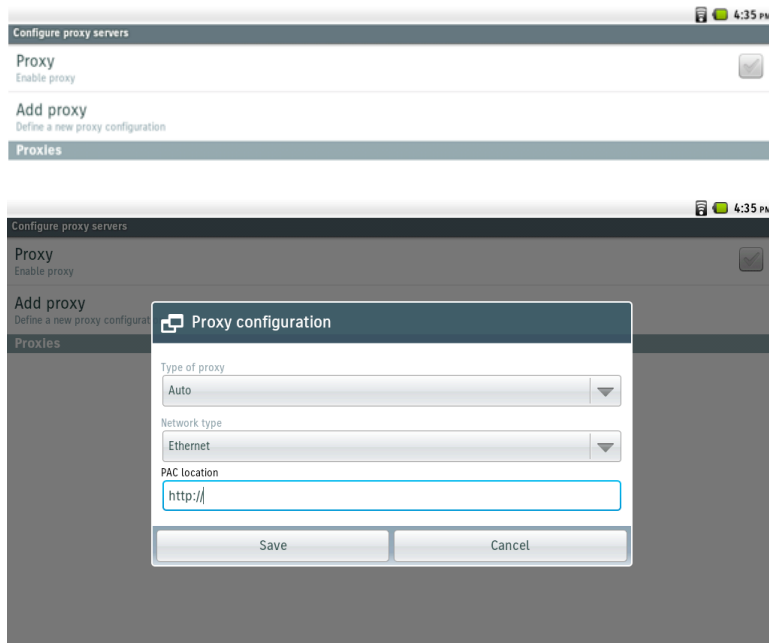 4:35 PM
Configure proxy servers
Proxy
Enable proxy
Add proxy
Define a new proxy configuration
Proxies
4:35 PM
Configure proxy servers
Proxy
Enable proxy
Add proxy
Define a new proxy configurat
Proxies
Proxy configuration
Type of proxy
Auto
Network type
Ethernet
PAC location
http://
Save Cancel